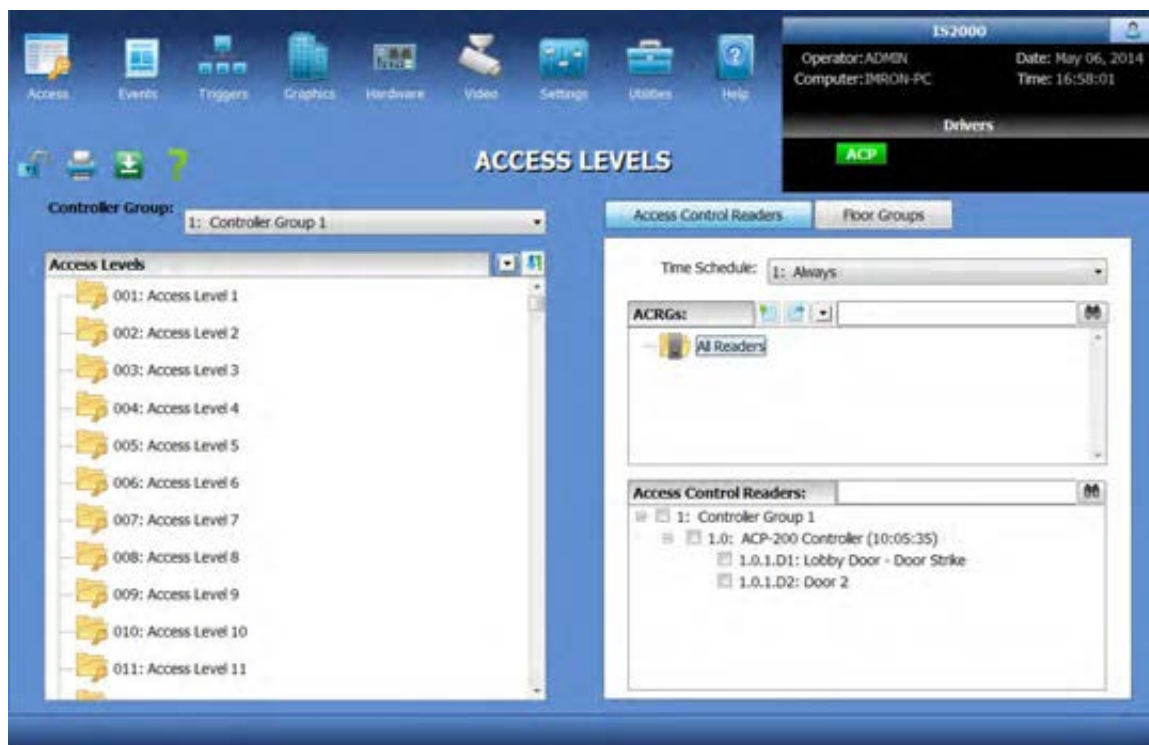 IS2000
Operator: ADMIN Date: May 06, 2014
Computer: IMRON-PC Time: 16:58:01
Drivers
ACP
Access Events Triggers Graphics Hardware Video Settings Utilities Help
ACCESS LEVELS
Controller Group:
1: Controller Group 1
Access Levels
001: Access Level 1
002: Access Level 2
003: Access Level 3
004: Access Level 4
005: Access Level 5
006: Access Level 6
007: Access Level 7
008: Access Level 8
009: Access Level 9
010: Access Level 10
011: Access Level 11
Access Control Readers Floor Groups
Time Schedule: 1: Always
ACRGs:
All Readers
Access Control Readers:
1: Controller Group 1
1.0: ACP-200 Controller (10:05:35)
1.0.1.D1: Lobby Door - Door Strike
1.0.1.D2: Door 2